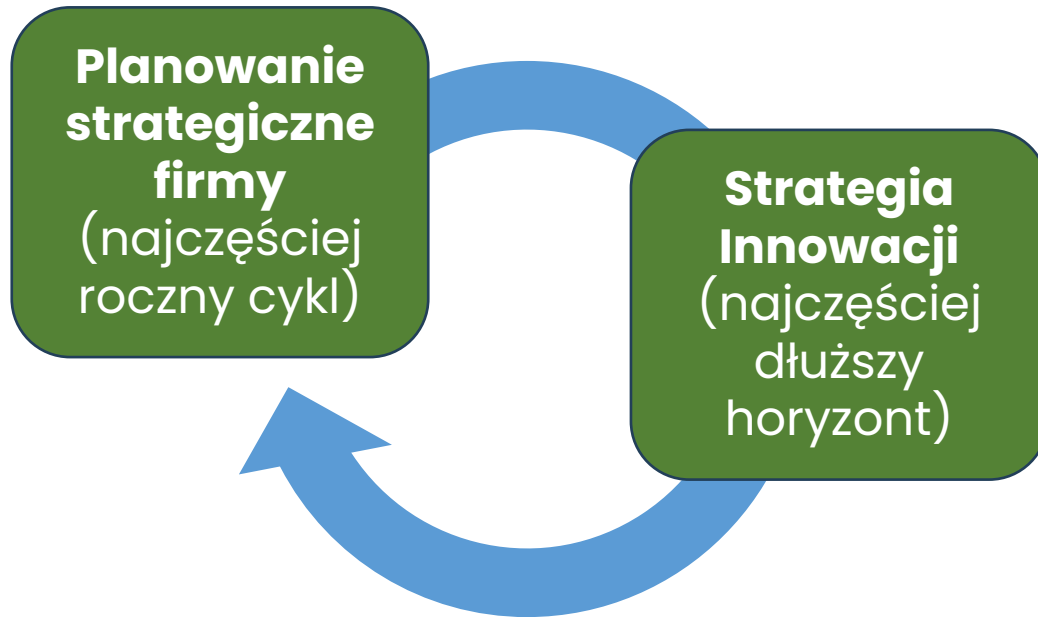 Planowanie
strategiczne
firmy
(najczęściej
roczny cykl)
Strategia
Innowacji
(najczęściej
dłuższy
horyzont)